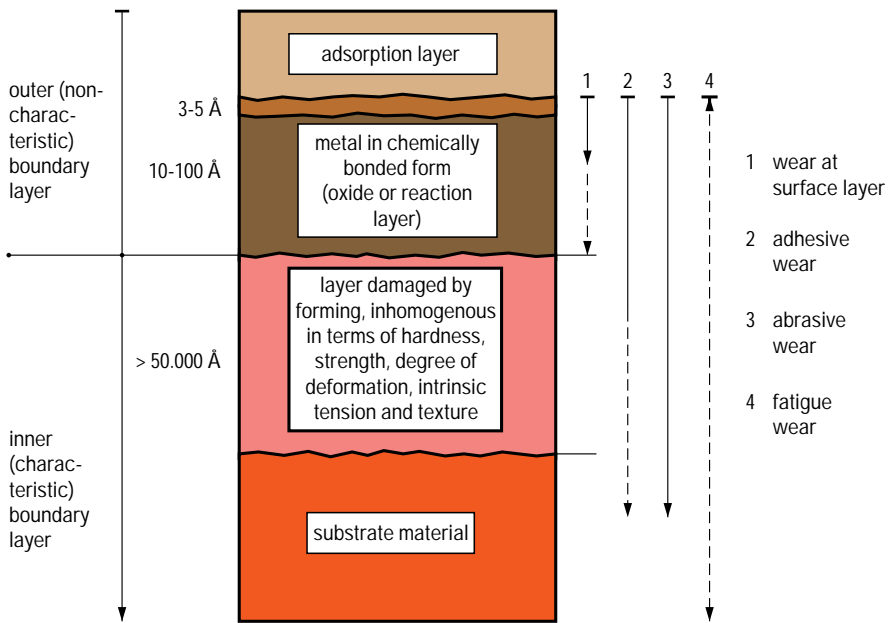 outer (non-
charac-
teristic)
boundary
layer
inner
(charac-
teristic)
boundary
layer
3-5 Å
10-100 Å
> 50.000 Å
adsorption layer
metal in chemically
bonded form
(oxide or reaction
layer)
layer damaged by
forming, inhomogenous
in terms of hardness,
strength, degree of
deformation, intrinsic
tension and texture
substrate material
1 2 3 4
1 wear at
surface layer
2 adhesive
wear
3 abrasive
wear
4 fatigue
wear